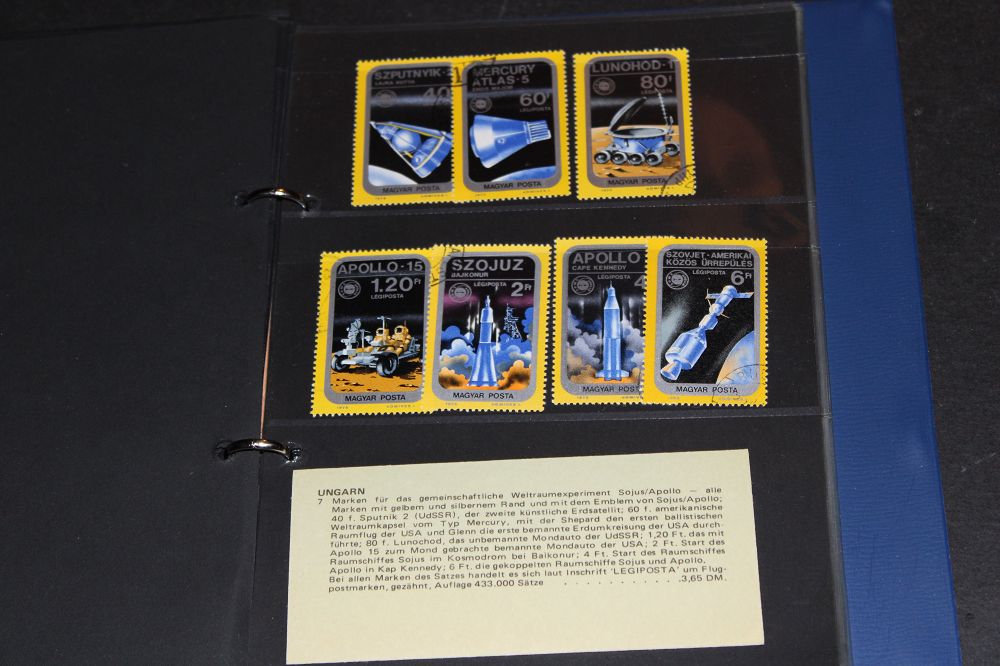 SZPUTNYIK-2
LAJKA KUTYA
40
MAGYAR POSTA
MERCURY
ATLAS-5
ENOS MAJOM
60f
LÉGIPOSTA
MAGYAR POSTA
LUNOHOD-1
80f
LÉGIPOSTA
MAGYAR POSTA
APOLLO-15
1.20 Ft
LÉGIPOSTA
MAGYAR POSTA
SZOJUZ
BAJKONUR
2 Ft
LÉGIPOSTA
MAGYAR POSTA
APOLLO
CAPE KENNEDY
4
LÉGIPOSTA
MAGYAR POSTA
SZOVJET-AMERIKAI
KÖZÖS ŰRREPÜLÉS
6 Ft
LÉGIPOSTA
MAGYAR POSTA
UNGARN
7 Marken für das gemeinschaftliche Weltraumexperiment Sojus/Apollo — alle
Marken mit gelbem und silbernem Rand und mit dem Emblem von Sojus/Apollo;
40 f. Sputnik 2 (UdSSR), der zweite künstliche Erdsatellit; 60 f. amerikanische
Weltraumkapsel vom Typ Mercury, mit der Shepard den ersten ballistischen
Raumflug der USA und Glenn die erste bemannte Erdumkreisung der USA durch-
führte; 80 f. Lunochod, das unbemannte Mondauto der UdSSR; 1,20 Ft. das mit
Apollo 15 zum Mond gebrachte bemannte Mondauto der USA; 2 Ft. Start des
Raumschiffes Sojus im Kosmodrom bei Baikonur; 4 Ft. Start des Raumschiffes
Apollo in Kap Kennedy; 6 Ft. die gekoppelten Raumschiffe Sojus und Apollo.
Bei allen Marken des Satzes handelt es sich laut Inschrift 'LEGIPOSTA' um Flug-
postmarken, gezähnt, Auflage 433.000 Sätze . . . . . . . . . . 3,65 DM.